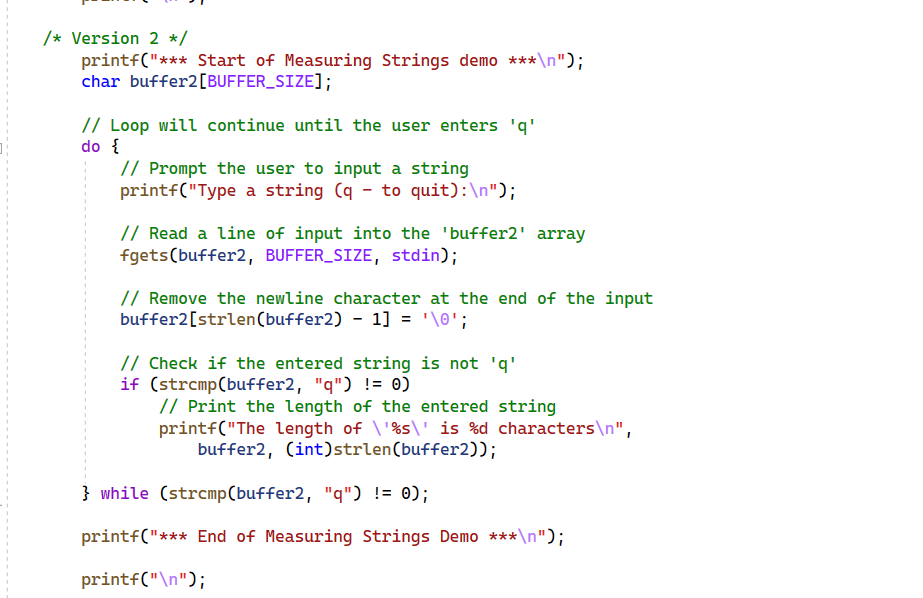 printf("\n");
/* Version 2 */
printf("*** Start of Measuring Strings demo ***\n");
char buffer2[BUFFER_SIZE];
// Loop will continue until the user enters 'q'
do {
// Prompt the user to input a string
printf("Type a string (q - to quit):\n");
// Read a line of input into the 'buffer2' array
fgets(buffer2, BUFFER_SIZE, stdin);
// Remove the newline character at the end of the input
buffer2[strlen(buffer2) - 1] = '\0';
// Check if the entered string is not 'q'
if (strcmp(buffer2, "q") != 0)
// Print the length of the entered string
printf("The length of \'%s\' is %d characters\n",
buffer2, (int)strlen(buffer2));
} while (strcmp(buffer2, "q") != 0);
printf("*** End of Measuring Strings Demo ***\n");
printf("\n");